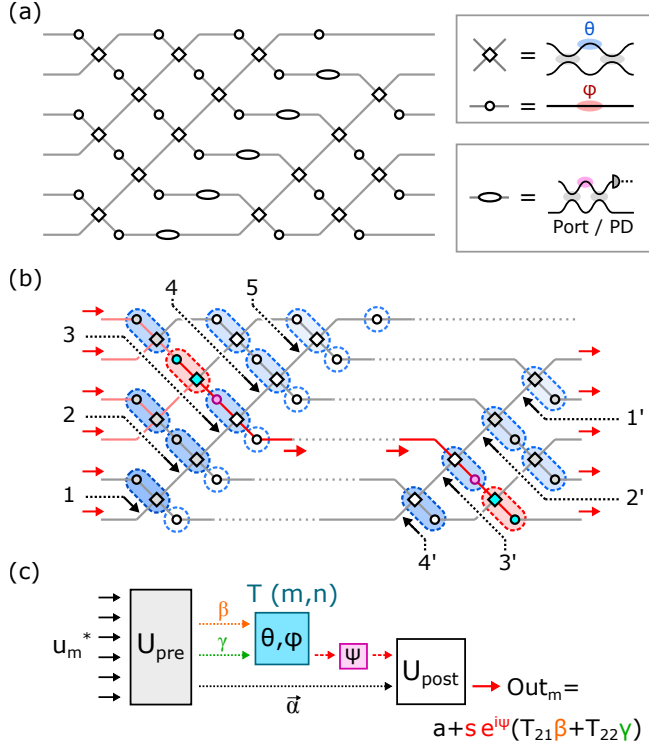 (a)
θ
=
φ
=
=
Port / PD
(b)
4
5
3
2
1
1'
2'
3'
4'
(c)
T (m,n)
β
u_m*
U_pre
θ,φ
γ
ψ
U_post
α⃗
Out_m=
a+s e^iψ(T_21β+T_22γ)